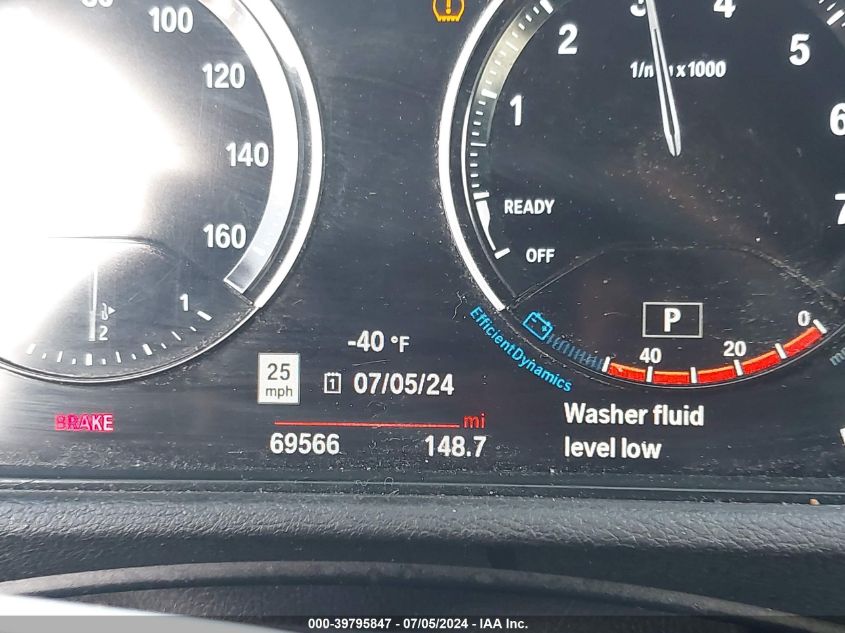 100
120
140
160
1
2
1
2
3
4
5
6
7
x1000
READY
OFF
P
40
20
0
EfficientDynamics
-40 °F
25
mph
1 07/05/24
BRAKE
mi
69566
148.7
Washer fluid
level low
000-39795847 - 07/05/2024 - IAA Inc.